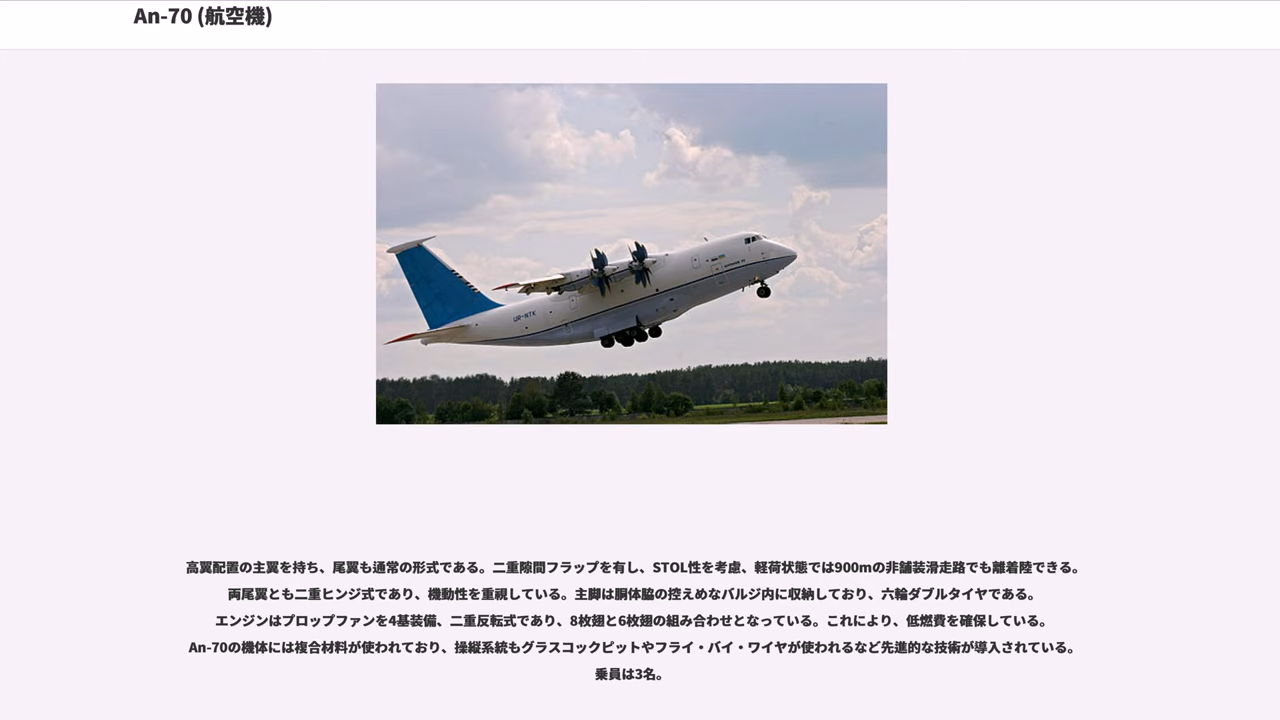 An-70 (航空機)
UR-NTK
高翼配置の主翼を持ち、尾翼も通常の形式である。二重隙間フラップを有し、STOL性を考慮、軽荷状態では900mの非舗装滑走路でも離着陸できる。
両尾翼とも二重ヒンジ式であり、機動性を重視している。主脚は胴体脇の控えめなバルジ内に収納しており、六輪ダブルタイヤである。
エンジンはプロップファンを4基装備、二重反転式であり、8枚翅と6枚翅の組み合わせとなっている。これにより、低燃費を確保している。
An-70の機体には複合材料が使われており、操縦系統もグラスコックピットやフライ・バイ・ワイヤが使われるなど先進的な技術が導入されている。
乗員は3名。